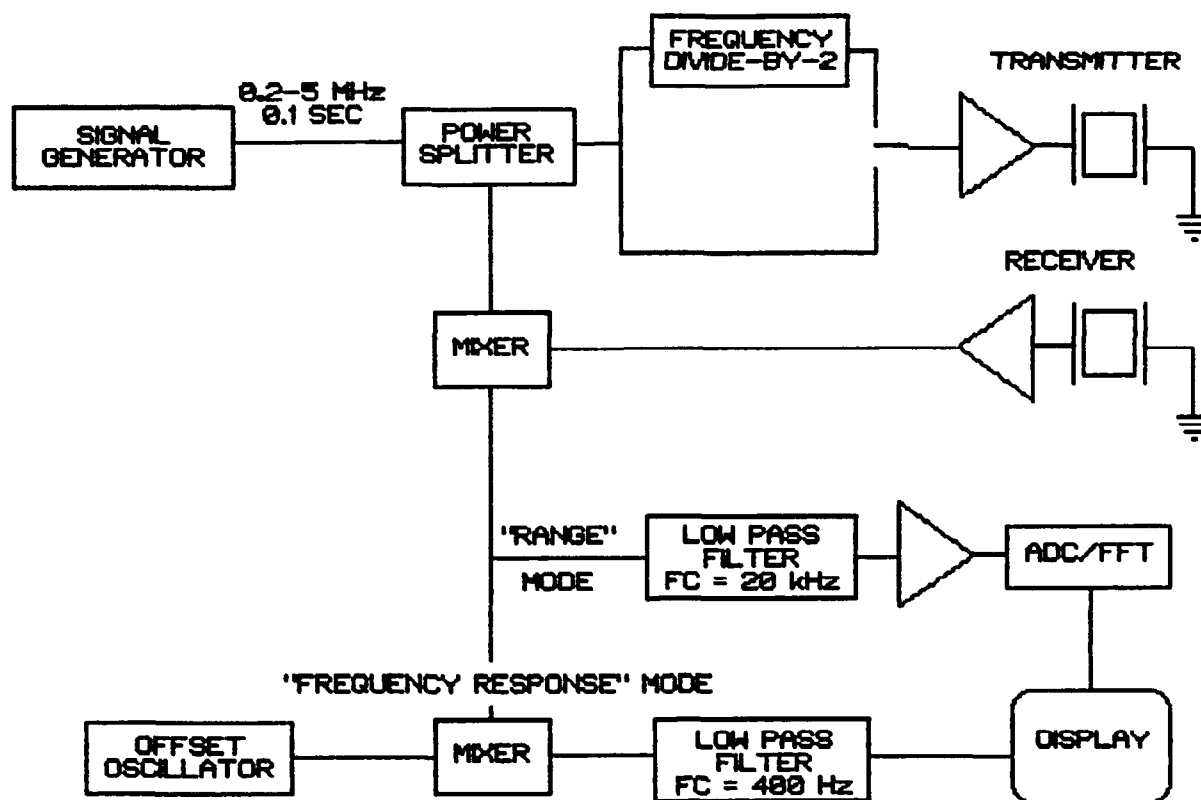 FREQUENCY
DIVIDE-BY-2
TRANSMITTER
0.2-5 MHz
0.1 SEC
SIGNAL
GENERATOR
POWER
SPLITTER
RECEIVER
MIXER
"RANGE"
MODE
LOW PASS
FILTER
FC = 20 kHz
ADC/FFT
"FREQUENCY RESPONSE" MODE
OFFSET
OSCILLATOR
MIXER
LOW PASS
FILTER
FC = 400 Hz
DISPLAY